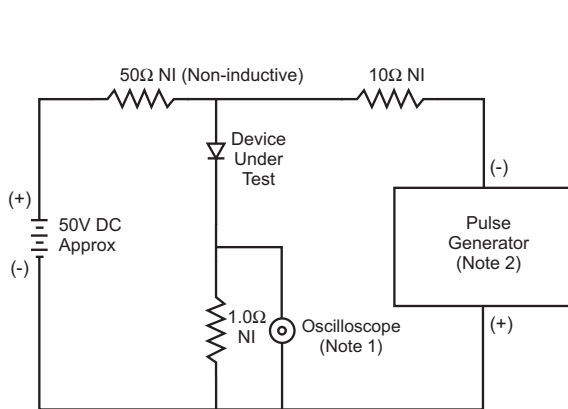 50Ω NI (Non-inductive)
10Ω NI
Device
Under
Test
(+)
50V DC
Approx
(-)
(-)
Pulse
Generator
(Note 2)
(+)
1.0Ω
NI
Oscilloscope
(Note 1)